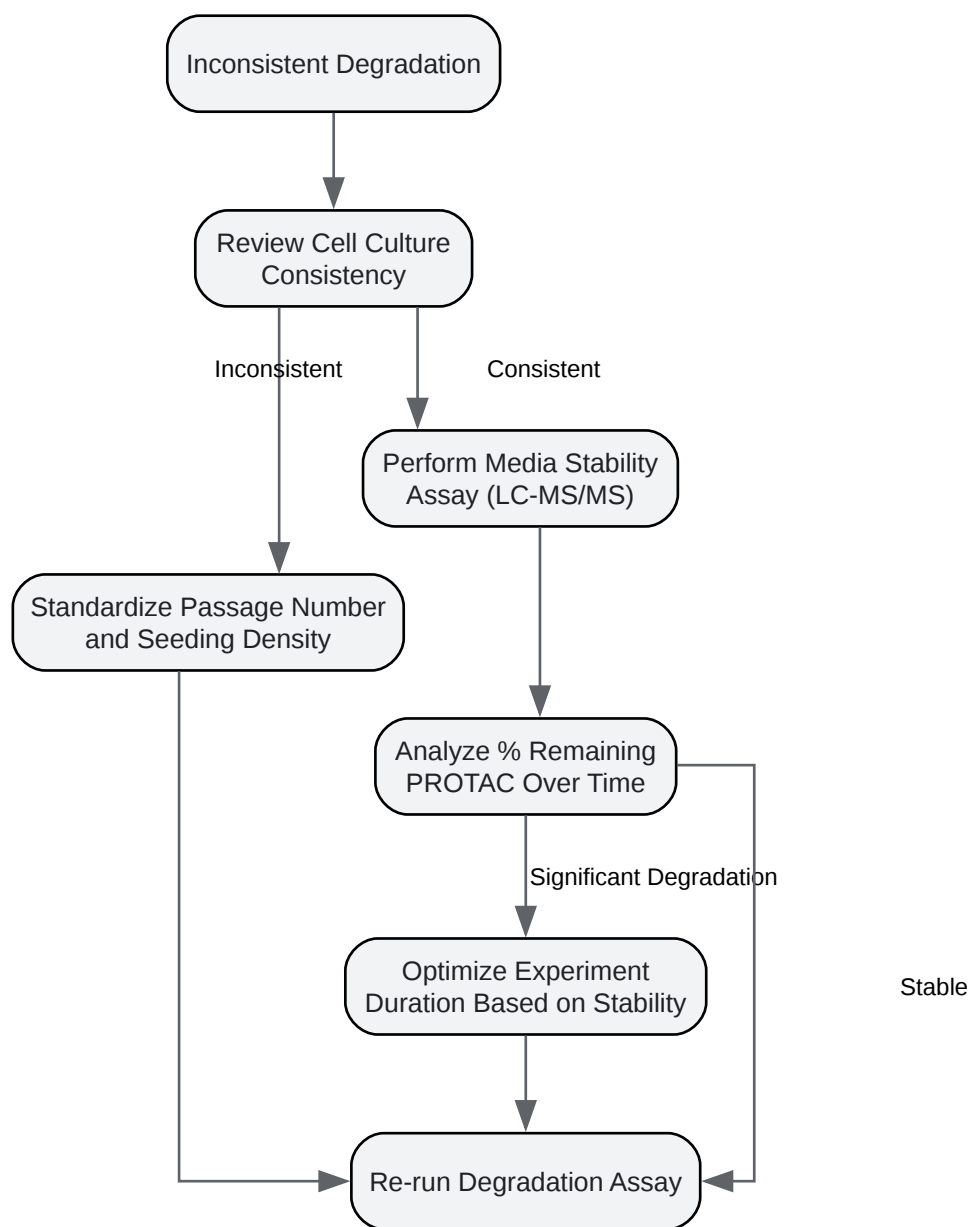 Inconsistent Degradation
Review Cell Culture
Consistency
Inconsistent
Consistent
Perform Media Stability
Assay (LC-MS/MS)
Standardize Passage Number
and Seeding Density
Analyze % Remaining
PROTAC Over Time
Significant Degradation
Optimize Experiment
Duration Based on Stability
Stable
Re-run Degradation Assay